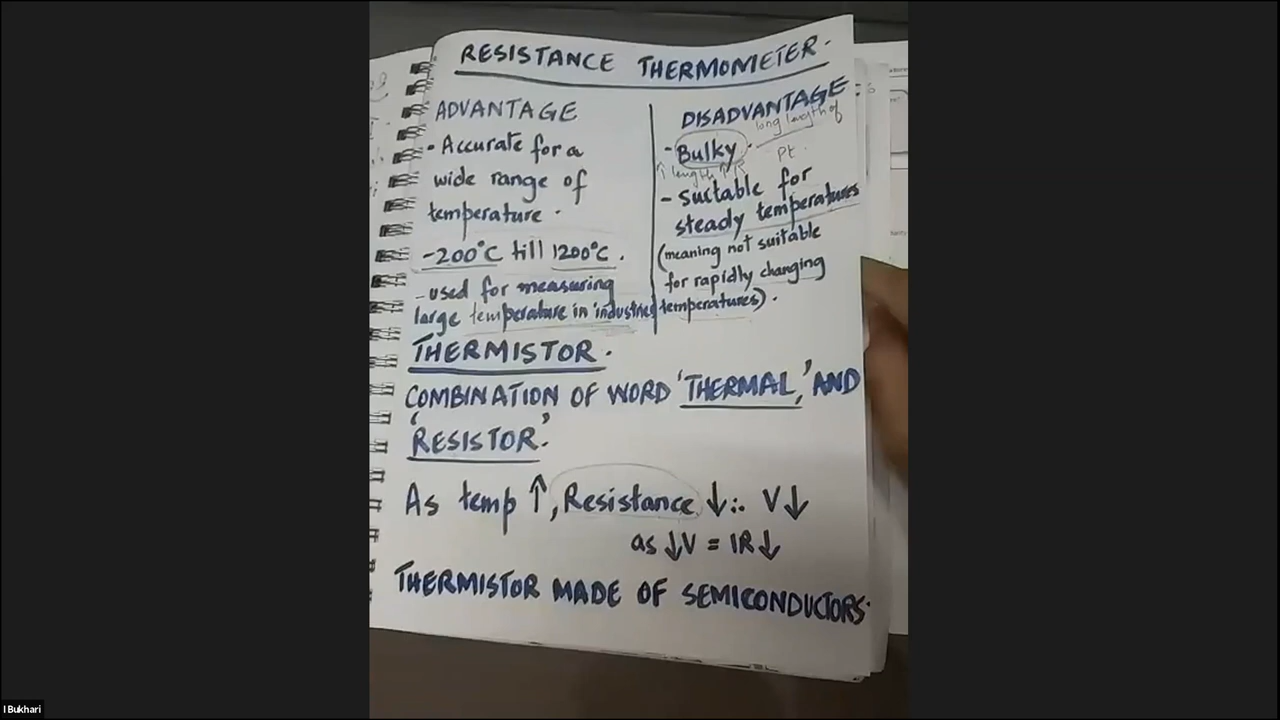 RESISTANCE THERMOMETER.
ADVANTAGE
• Accurate for a
wide range of
temperature.
-200°C till 1200°C.
- used for measuring
large temperature in industries
DISADVANTAGE
- Bulky.
long length of
Pt.
↑ length ↑ R
- suitable for
steady temperatures
(meaning not suitable
for rapidly changing
temperatures).
THERMISTOR.
COMBINATION OF WORD 'THERMAL,' AND
'RESISTOR'.
As temp ↑, Resistance ↓ ∴ V↓
as ↓V = IR↓
THERMISTOR MADE OF SEMICONDUCTORS.
I Bukhari